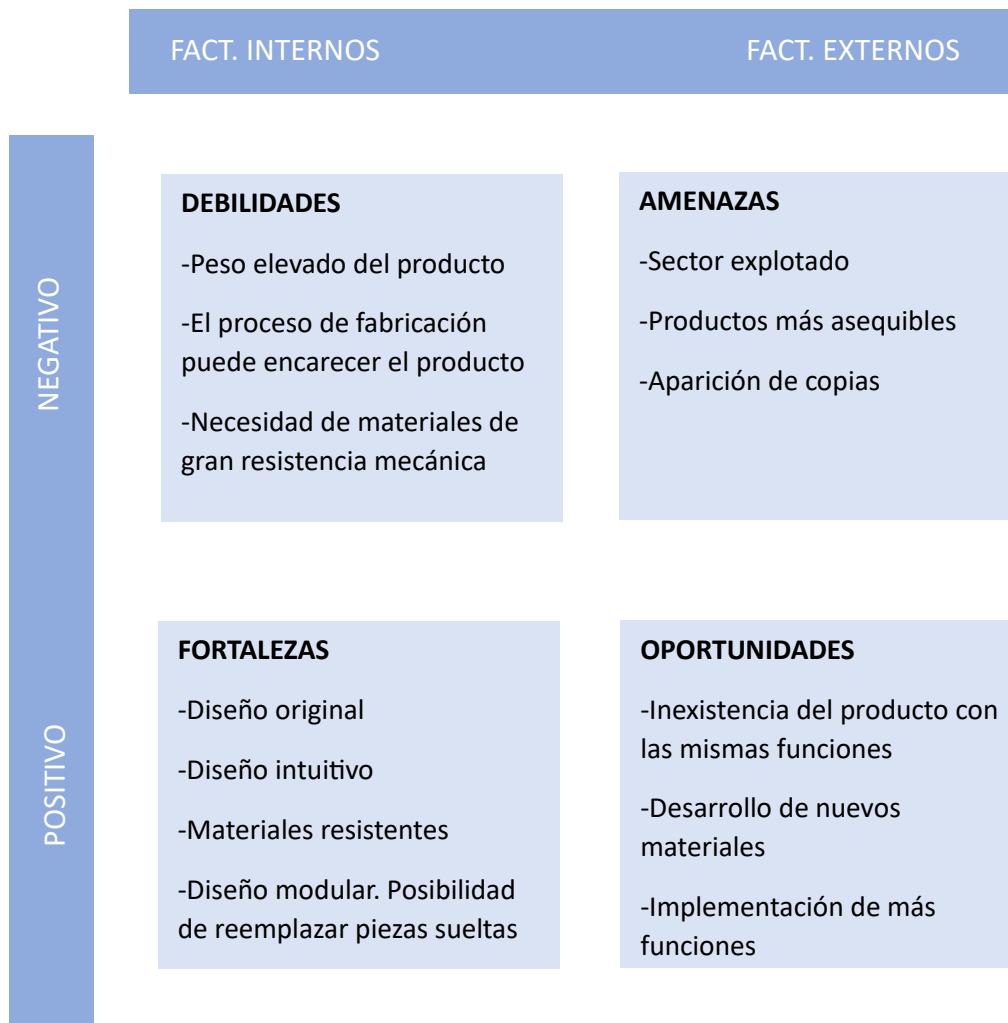 FACT. INTERNOS
FACT. EXTERNOS
NEGATIVO
DEBILIDADES
-Peso elevado del producto
-El proceso de fabricación
puede encarecer el producto
-Necesidad de materiales de
gran resistencia mecánica
AMENAZAS
-Sector explotado
-Productos más asequibles
-Aparición de copias
POSITIVO
FORTALEZAS
-Diseño original
-Diseño intuitivo
-Materiales resistentes
-Diseño modular. Posibilidad
de reemplazar piezas sueltas
OPORTUNIDADES
-Inexistencia del producto con
las mismas funciones
-Desarrollo de nuevos
materiales
-Implementación de más
funciones